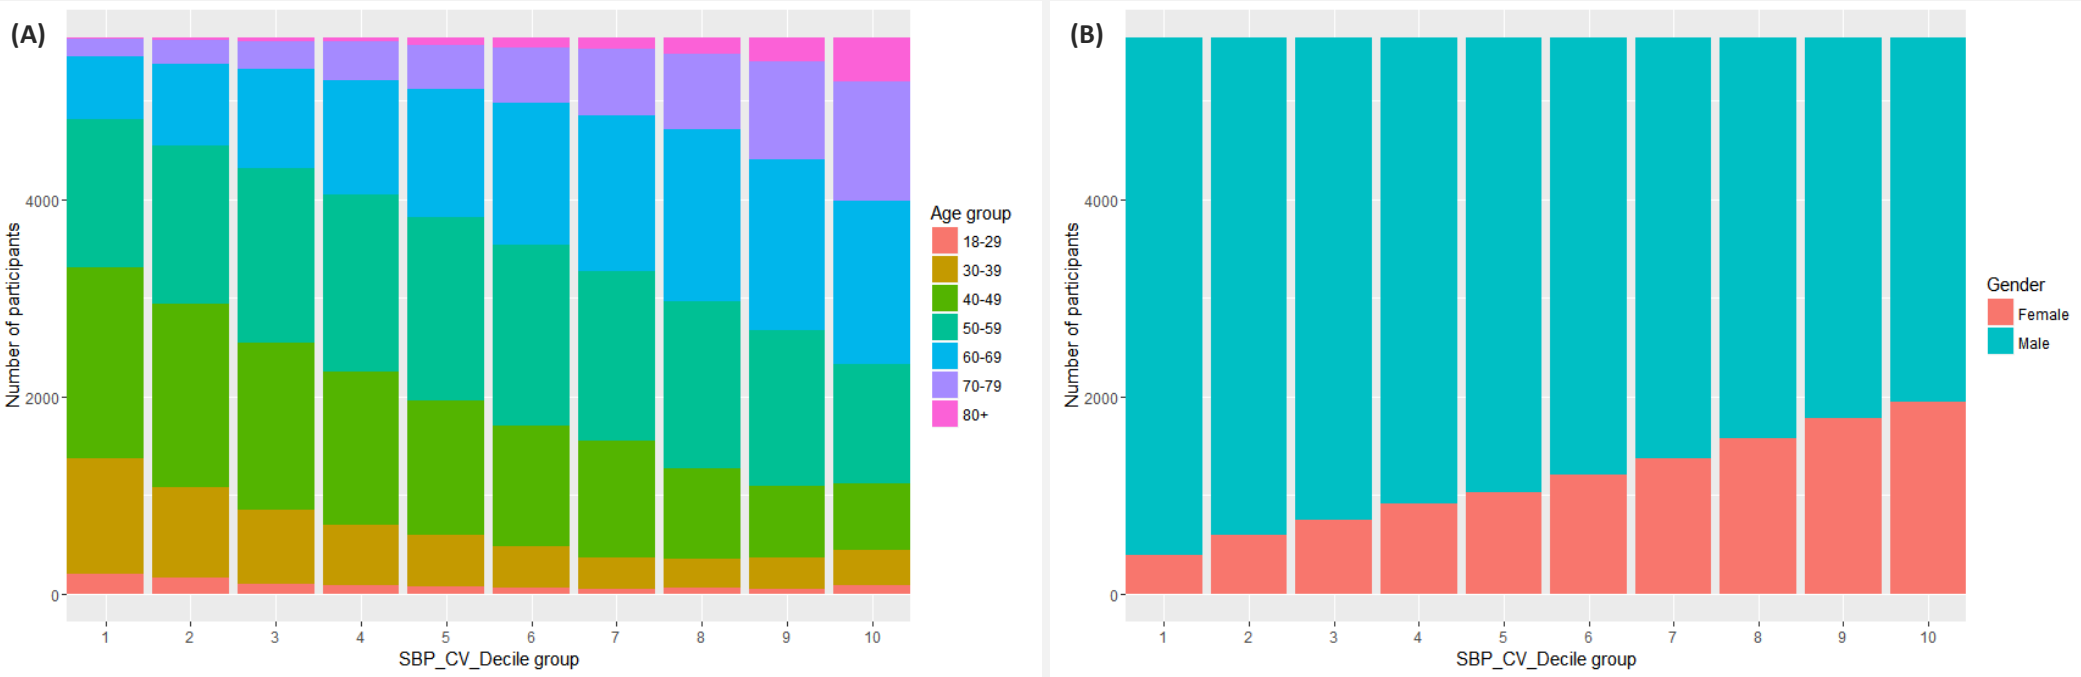 (A)
Number of participants
4000
2000
0
1 2 3 4 5 6 7 8 9 10
SBP_CV_Decile group
Age group
18-29
30-39
40-49
50-59
60-69
70-79
80+
(B)
Number of participants
4000
2000
0
1 2 3 4 5 6 7 8 9 10
SBP_CV_Decile group
Gender
Female
Male